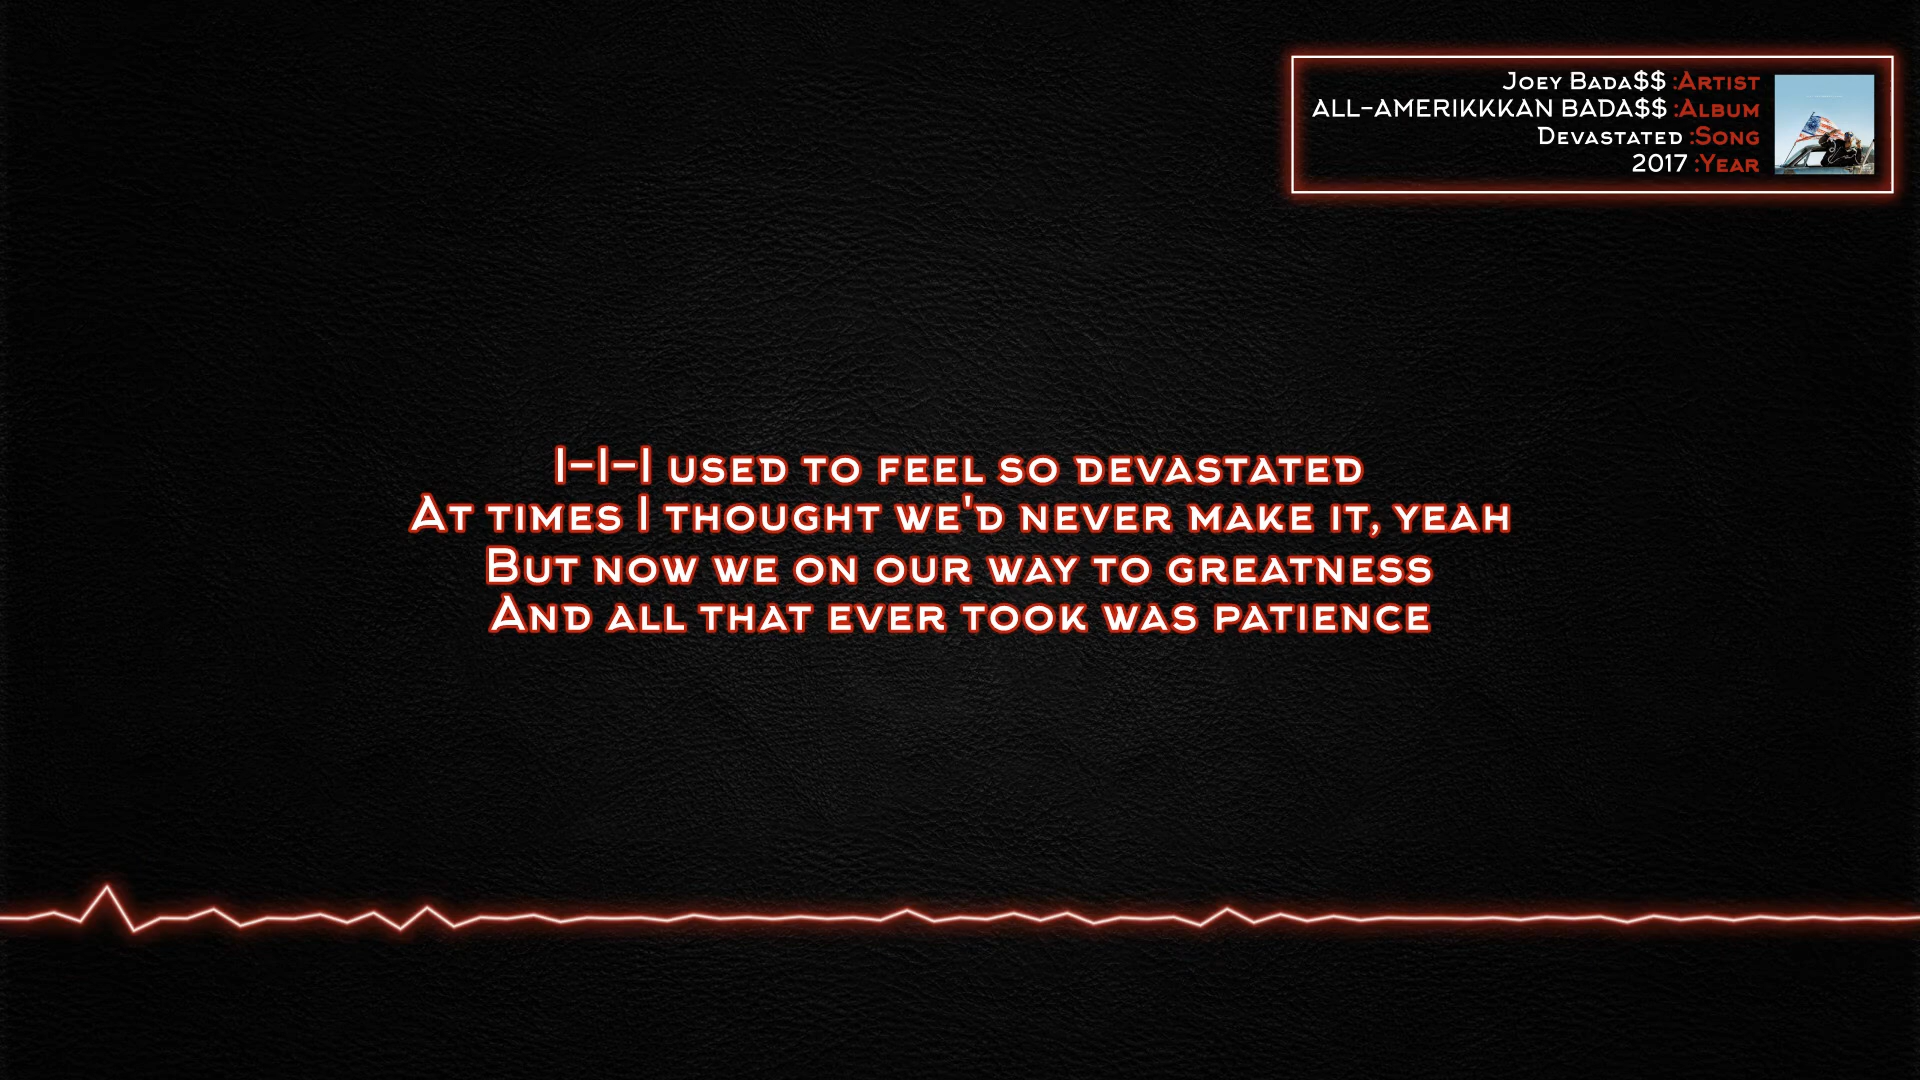 Joey Bada$$ :Artist
ALL-AMERIKKKAN BADA$$ :Album
Devastated :Song
2017 :Year
I-I-I used to feel so devastated
At times I thought we'd never make it, yeah
But now we on our way to greatness
And all that ever took was patience